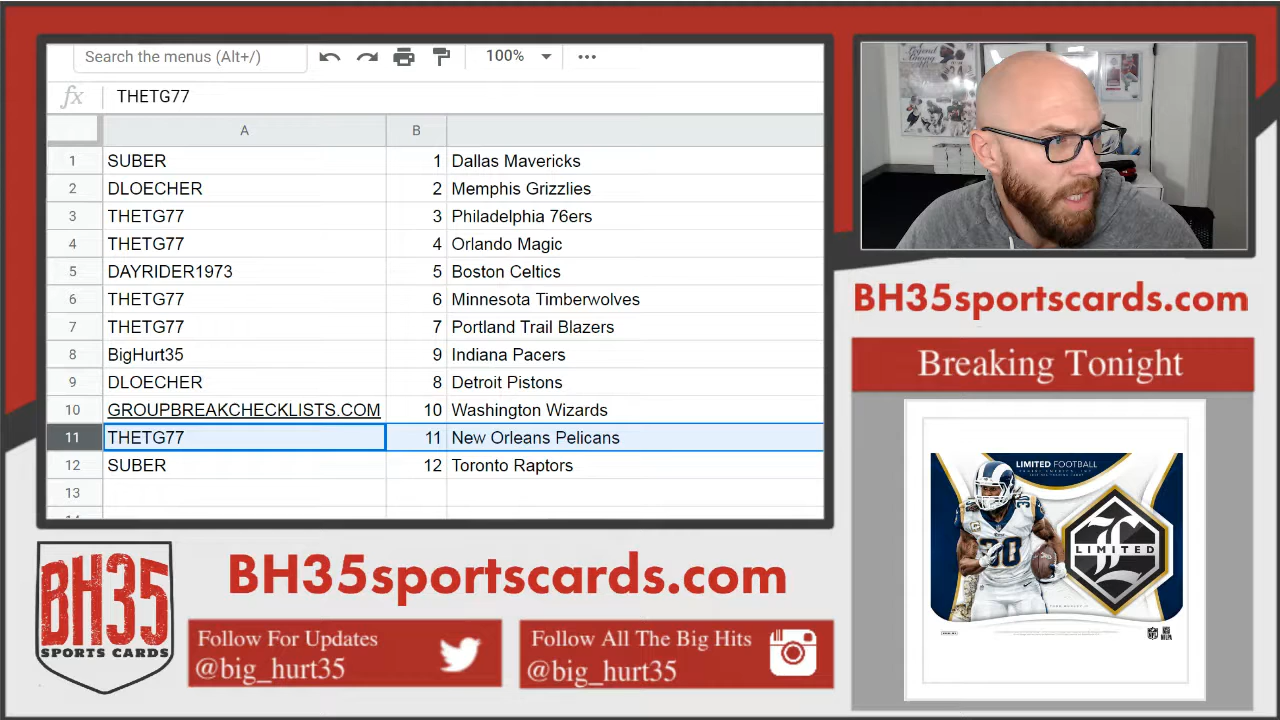 Search the menus (Alt+/)
100%
fx
THETG77
A B
1 SUBER 1 Dallas Mavericks
2 DLOECHER 2 Memphis Grizzlies
3 THETG77 3 Philadelphia 76ers
4 THETG77 4 Orlando Magic
5 DAYRIDER1973 5 Boston Celtics
6 THETG77 6 Minnesota Timberwolves
7 THETG77 7 Portland Trail Blazers
8 BigHurt35 9 Indiana Pacers
9 DLOECHER 8 Detroit Pistons
10 GROUPBREAKCHECKLISTS.COM 10 Washington Wizards
11 THETG77 11 New Orleans Pelicans
12 SUBER 12 Toronto Raptors
13
BH35sportscards.com
Breaking Tonight
LIMITED FOOTBALL
30
30
L
LIMITED
BH35
SPORTS CARDS
BH35sportscards.com
Follow For Updates
@big_hurt35
Follow All The Big Hits
@big_hurt35